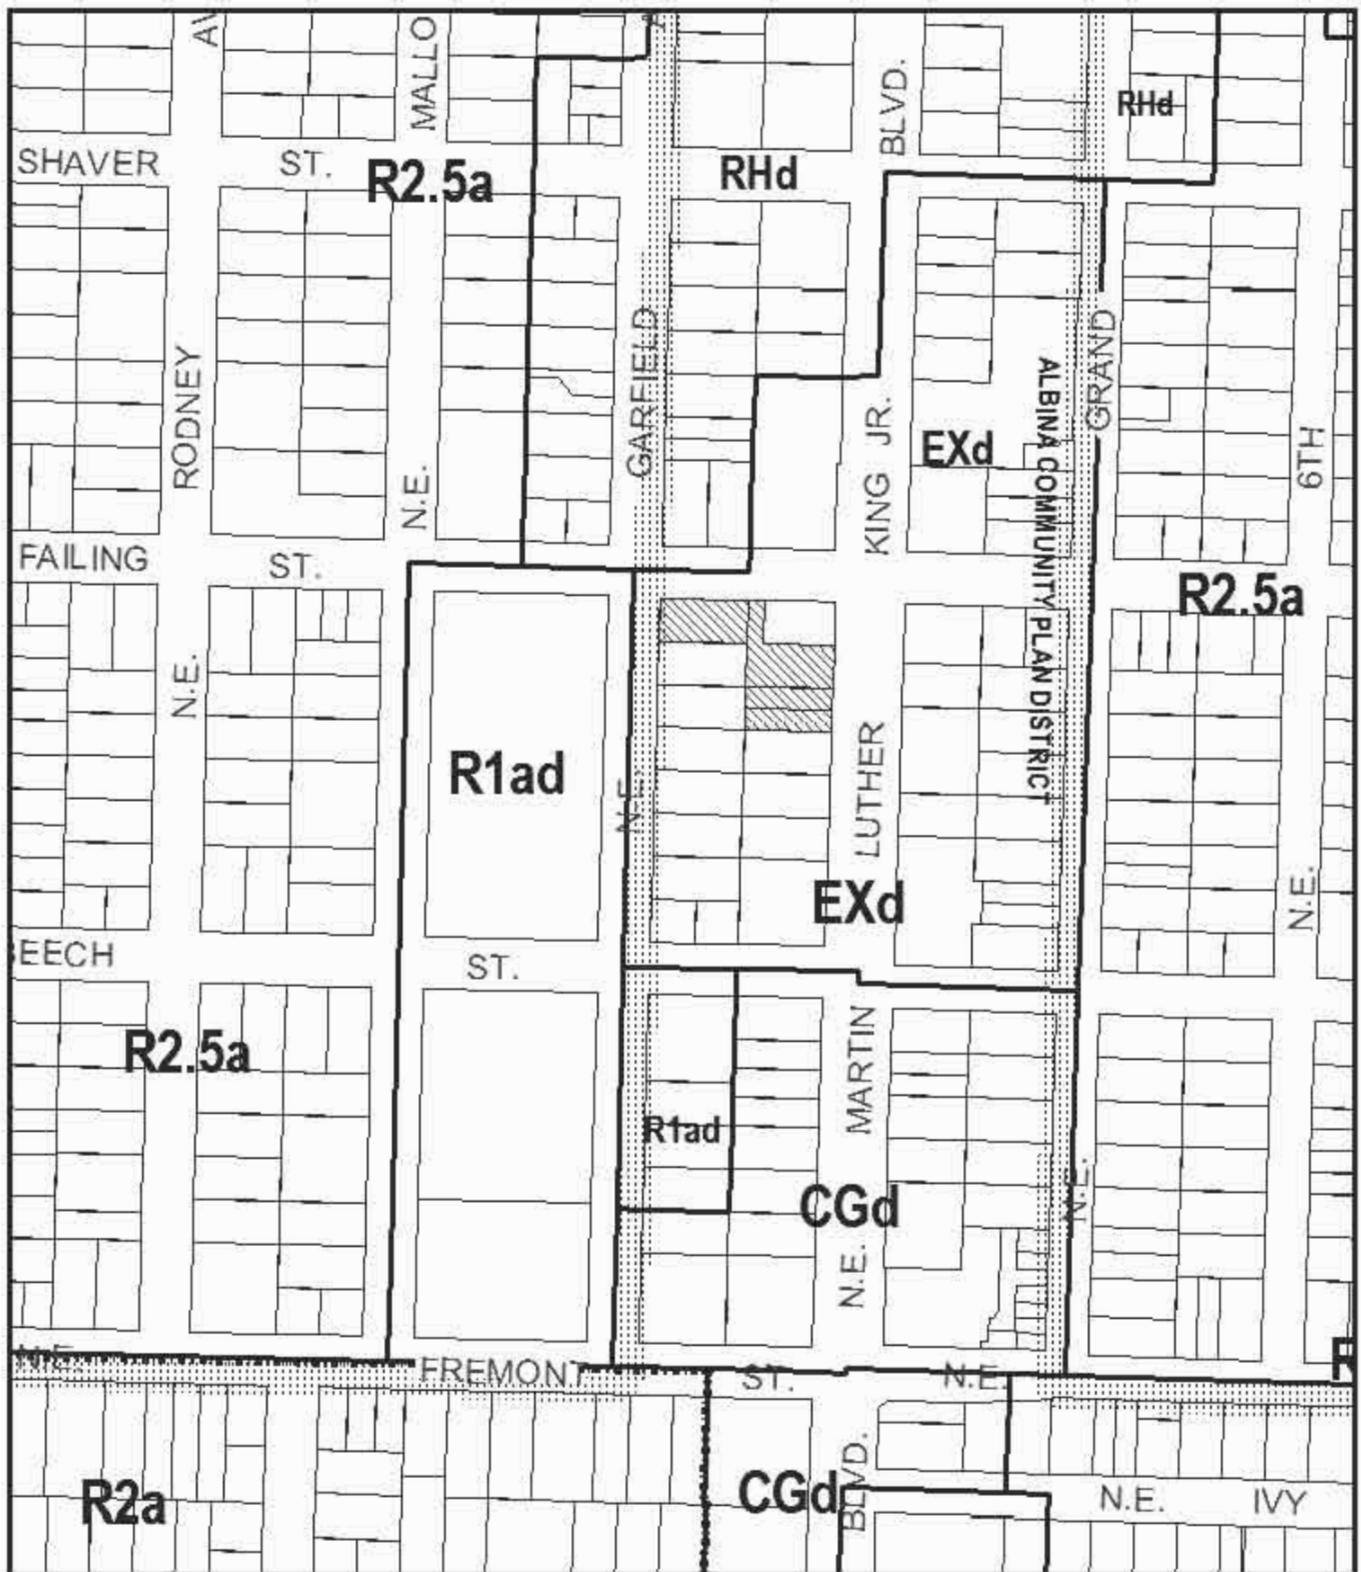 AV
MALLO
BLVD.
RHd
SHAVER ST.
R2.5a
RHd
RODNEY
GARFIELD
KING JR.
GRAND
ALBINA COMMUNITY PLAN DISTRICT
EXd
6TH
N.E.
FAILING ST.
R2.5a
N.E.
R1ad
N.E.
LUTHER
EXd
N.E.
EECH ST.
R2.5a
MARTIN
R1ad
CGd
N.E.
N.E.
N.E. FREMONT ST. N.E.
R
R2a
CGd
BLVD.
N.E. IVY